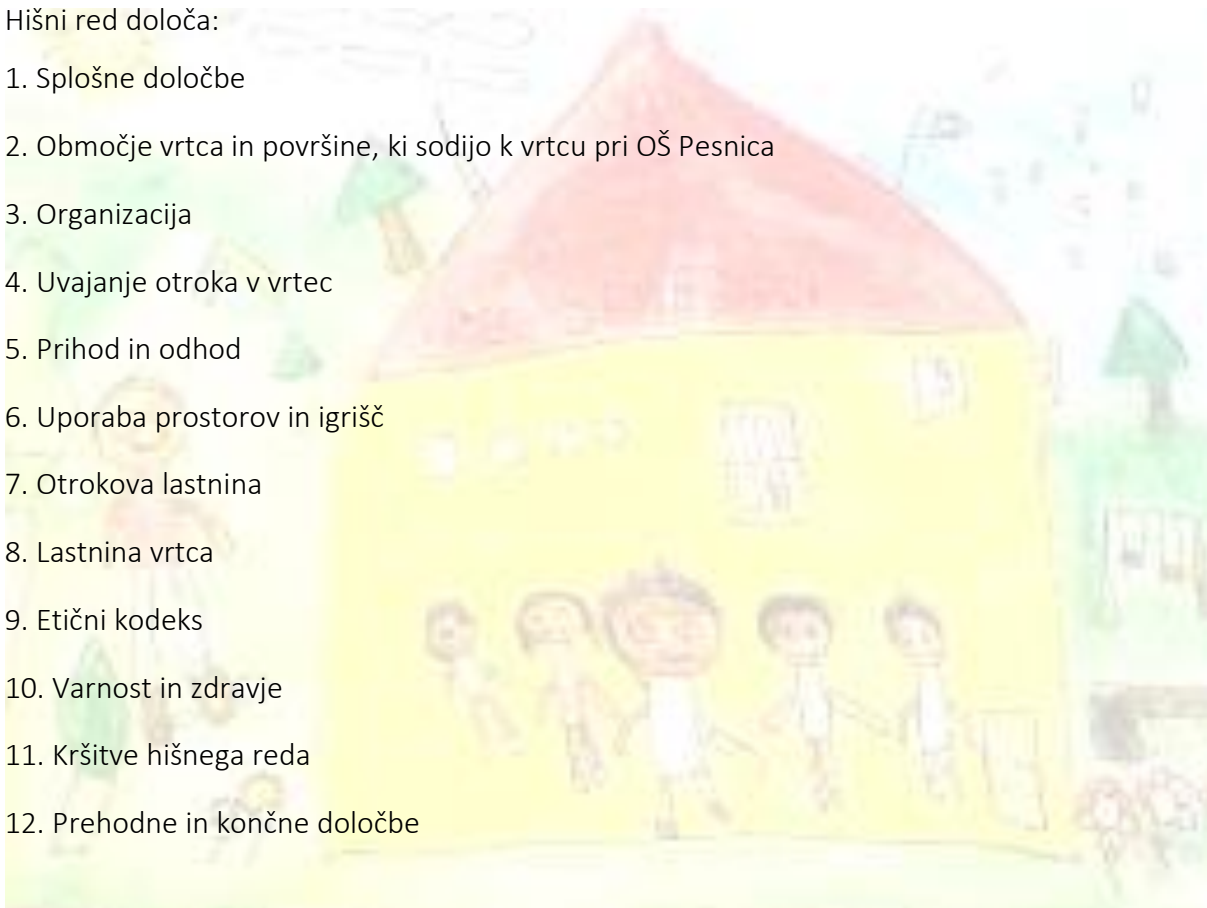 Hišni red določa:
1. Splošne določbe
2. Območje vrtca in površine, ki sodijo k vrtcu pri OŠ Pesnica
3. Organizacija
4. Uvajanje otroka v vrtec
5. Prihod in odhod
6. Uporaba prostorov in igrišč
7. Otrokova lastnina
8. Lastnina vrtca
9. Etični kodeks
10. Varnost in zdravje
11. Kršitve hišnega reda
12. Prehodne in končne določbe